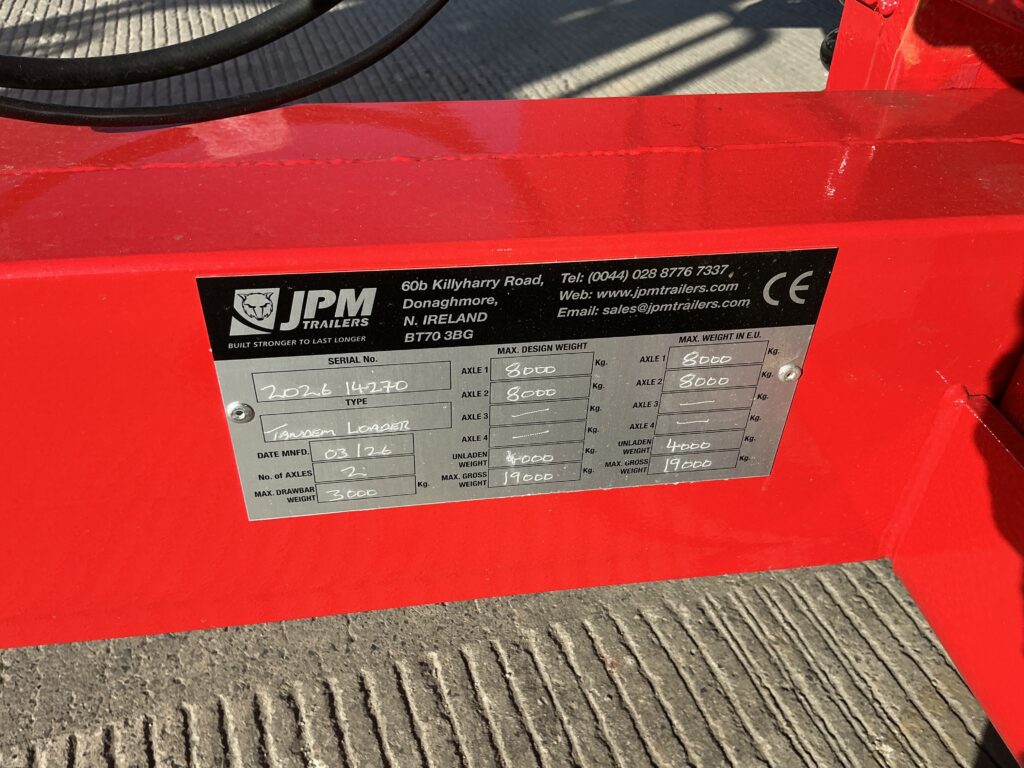 JPM
TRAILERS
BUILT STRONGER TO LAST LONGER
60b Killyharry Road,
Donaghmore,
N. IRELAND
BT70 3BG
Tel: (0044) 028 8776 7337
Web: www.jpmtrailers.com
Email: sales@jpmtrailers.com
CE
SERIAL No.
2026 14270
TYPE
TANDEM LOADER
DATE MNFD. 03/26
No. of AXLES 2
MAX. DRAWBAR WEIGHT 3000 Kg.
MAX. DESIGN WEIGHT
AXLE 1 8000 Kg.
AXLE 2 8000 Kg.
AXLE 3 — Kg.
AXLE 4 — Kg.
UNLADEN WEIGHT 4000 Kg.
MAX. GROSS WEIGHT 19000 Kg.
MAX. WEIGHT IN E.U.
AXLE 1 8000 Kg.
AXLE 2 8000 Kg.
AXLE 3 — Kg.
AXLE 4 — Kg.
UNLADEN WEIGHT 4000 Kg.
MAX. GROSS WEIGHT 19000 Kg.